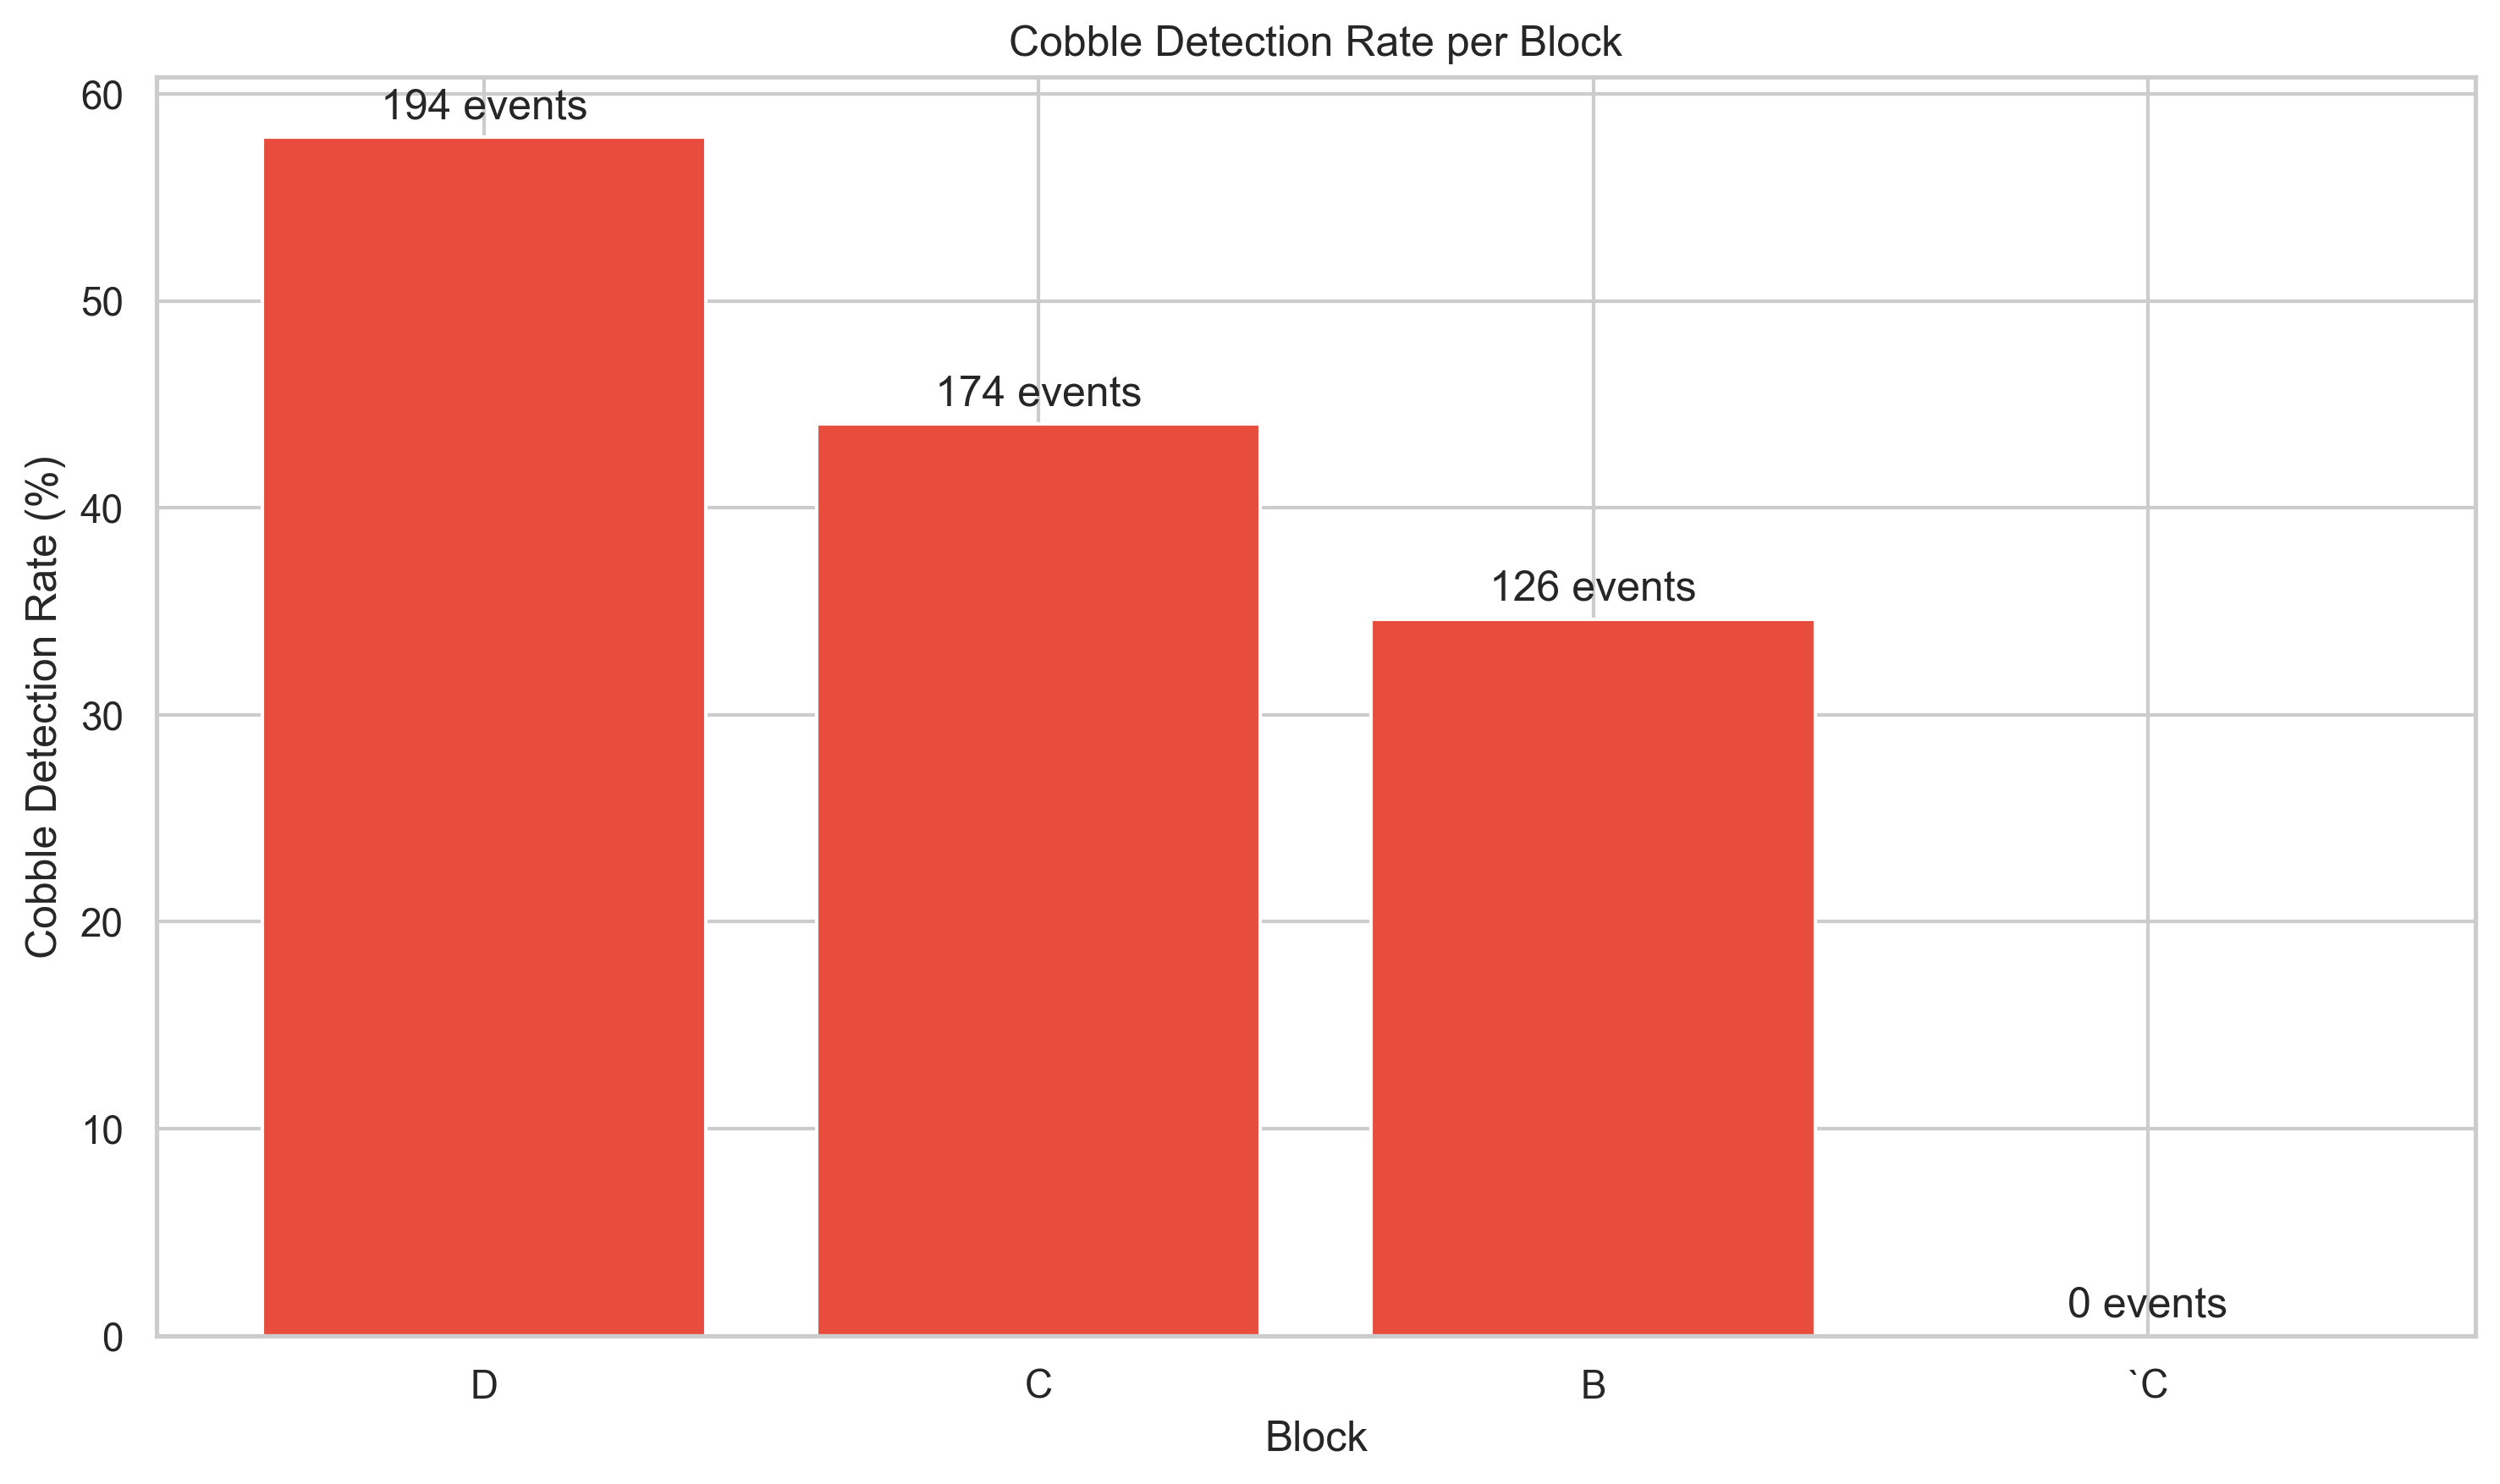 Cobble Detection Rate per Block
Cobble Detection Rate (%)
60
50
40
30
20
10
0
194 events
174 events
126 events
0 events
D
C
B
`C
Block